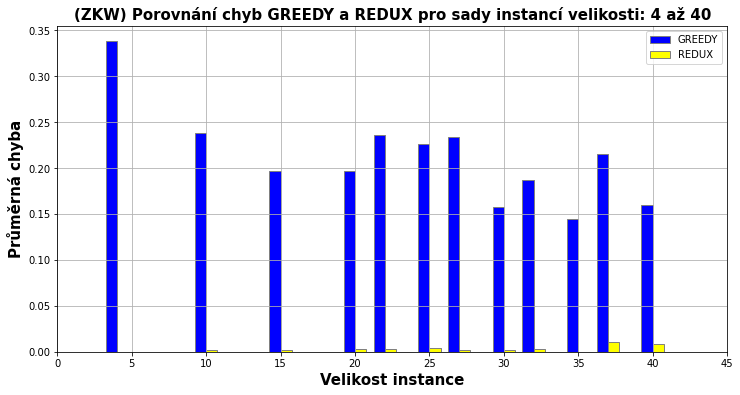 (ZKW) Porovnání chyb GREEDY a REDUX pro sady instancí velikosti: 4 až 40
GREEDY
REDUX
Průměrná chyba
0.35
0.30
0.25
0.20
0.15
0.10
0.05
0.00
0 5 10 15 20 25 30 35 40 45
Velikost instance